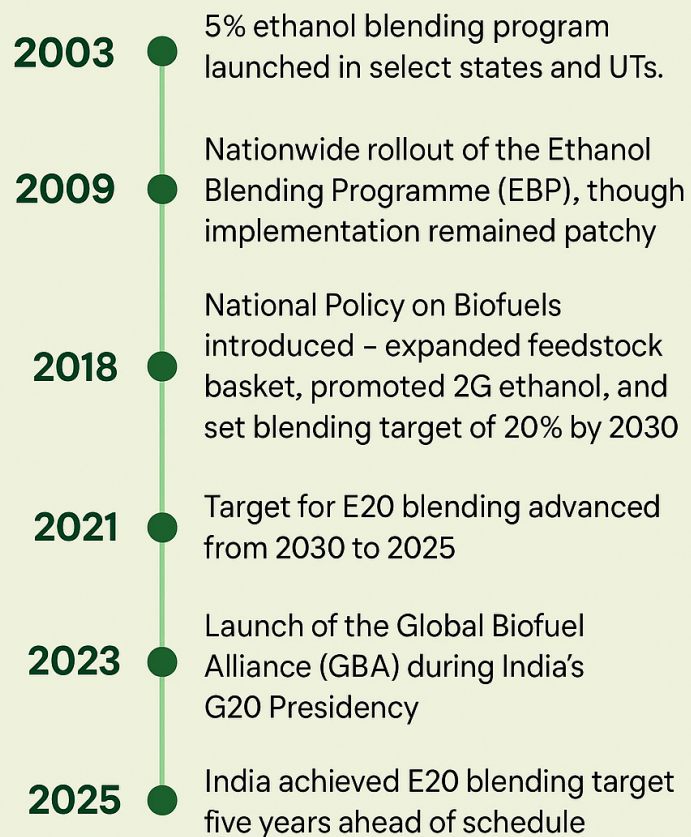 2003
5% ethanol blending program
launched in select states and UTs.
2009
Nationwide rollout of the Ethanol
Blending Programme (EBP), though
implementation remained patchy
2018
National Policy on Biofuels
introduced – expanded feedstock
basket, promoted 2G ethanol, and
set blending target of 20% by 2030
2021
Target for E20 blending advanced
from 2030 to 2025
2023
Launch of the Global Biofuel
Alliance (GBA) during India's
G20 Presidency
2025
India achieved E20 blending target
five years ahead of schedule